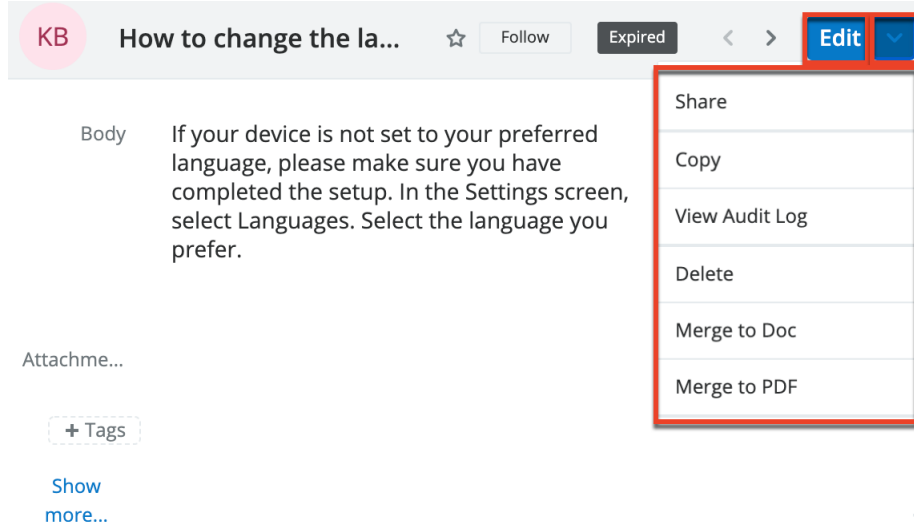 KB
How to change the la...
Follow
Expired
Edit
Share
Copy
View Audit Log
Delete
Merge to Doc
Merge to PDF
Body
If your device is not set to your preferred
language, please make sure you have
completed the setup. In the Settings screen,
select Languages. Select the language you
prefer.
Attachme...
+ Tags
Show
more...